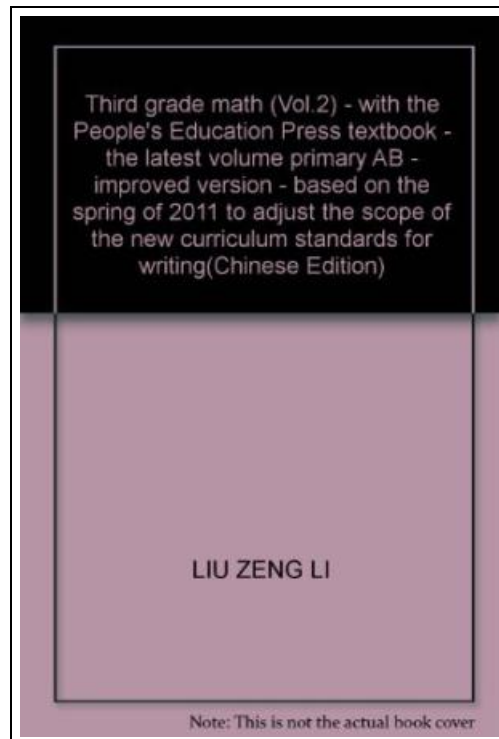 Third grade math (Vol.2) - with the
People's Education Press textbook -
the latest volume primary AB -
improved version - based on the
spring of 2011 to adjust the scope of
the new curriculum standards for
writing(Chinese Edition)
LIU ZENG LI
Note: This is not the actual book cover